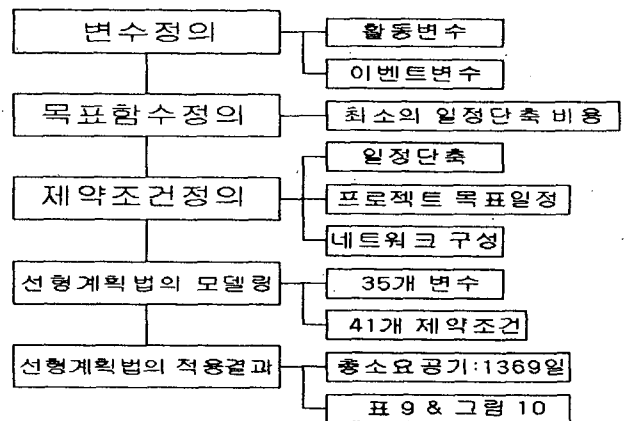 변수정의
활동변수
이벤트변수
목표함수정의
최소의 일정단축 비용
제약조건정의
일정단축
프로젝트 목표일정
네트워크 구성
선형계획법의 모델링
35개 변수
41개 제약조건
선형계획법의 적용결과
총소요공기:1369일
표 9 & 그림 10